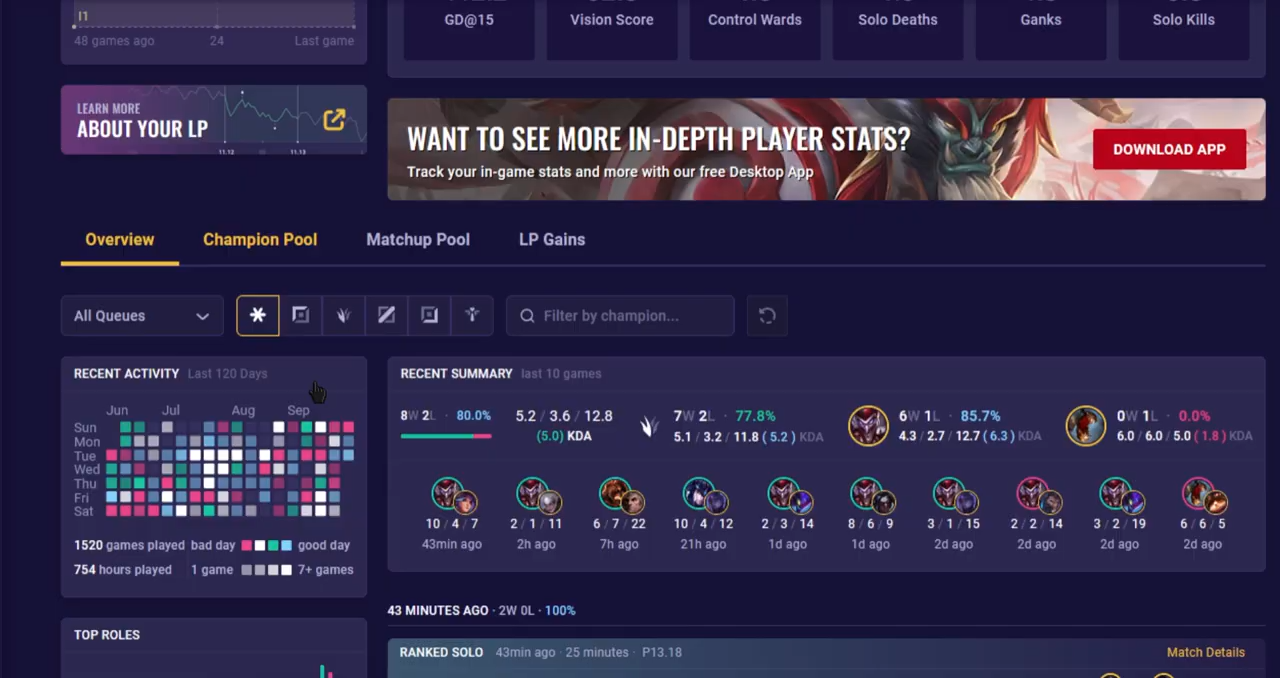 GD@15
Vision Score
Control Wards
Solo Deaths
Ganks
Solo Kills
I1
48 games ago 24 Last game
LEARN MORE
ABOUT YOUR LP
11.12 11.13
WANT TO SEE MORE IN-DEPTH PLAYER STATS?
Track your in-game stats and more with our free Desktop App
DOWNLOAD APP
Overview Champion Pool Matchup Pool LP Gains
All Queues
Filter by champion...
RECENT ACTIVITY Last 120 Days
Jun Jul Aug Sep
Sun
Mon
Tue
Wed
Thu
Fri
Sat
1520 games played bad day good day
754 hours played 1 game 7+ games
RECENT SUMMARY last 10 games
8W 2L · 80.0%
5.2 / 3.6 / 12.8
(5.0) KDA
7W 2L · 77.8%
5.1 / 3.2 / 11.8 ( 5.2 ) KDA
6W 1L · 85.7%
4.3 / 2.7 / 12.7 ( 6.3 ) KDA
0W 1L · 0.0%
6.0 / 6.0 / 5.0 ( 1.8 ) KDA
10 / 4 / 7 2 / 1 / 11 6 / 7 / 22 10 / 4 / 12 2 / 3 / 14 8 / 6 / 9 3 / 1 / 15 2 / 2 / 14 3 / 2 / 19 6 / 6 / 5
43min ago 2h ago 7h ago 21h ago 1d ago 1d ago 2d ago 2d ago 2d ago 2d ago
43 MINUTES AGO · 2W 0L · 100%
TOP ROLES
RANKED SOLO 43min ago · 25 minutes · P13.18 Match Details